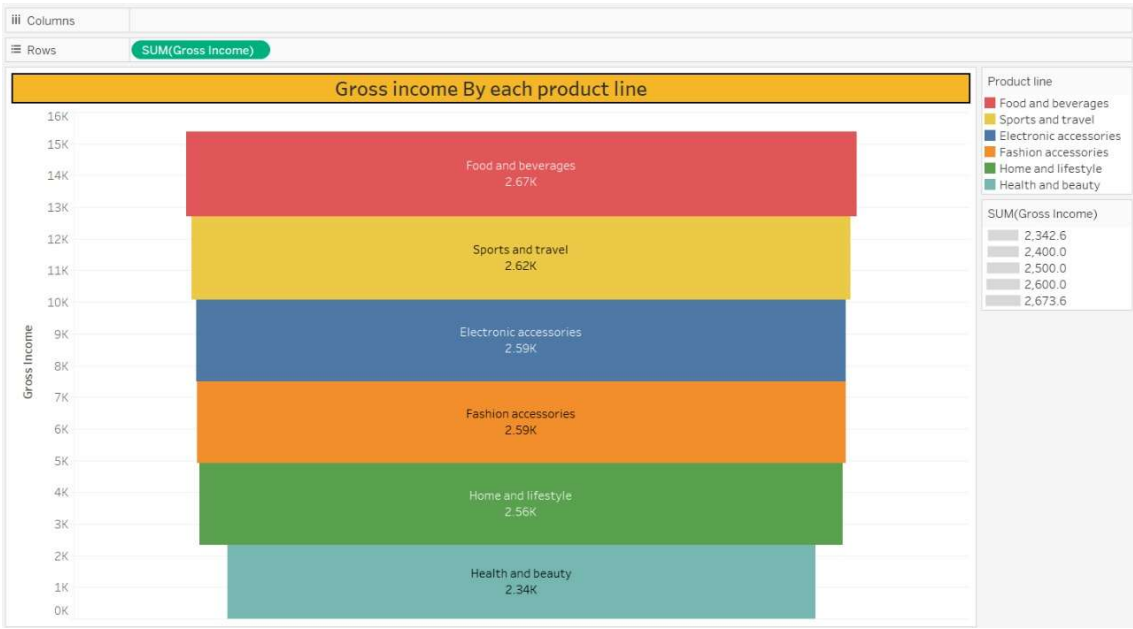 Columns
Rows
SUM(Gross Income)
Gross income By each product line
16K
15K
14K
13K
12K
11K
10K
9K
8K
7K
6K
5K
4K
3K
2K
1K
0K
Gross Income
Food and beverages
2.67K
Sports and travel
2.62K
Electronic accessories
2.59K
Fashion accessories
2.59K
Home and lifestyle
2.56K
Health and beauty
2.34K
Product line
Food and beverages
Sports and travel
Electronic accessories
Fashion accessories
Home and lifestyle
Health and beauty
SUM(Gross Income)
2,342.6
2,400.0
2,500.0
2,600.0
2,673.6